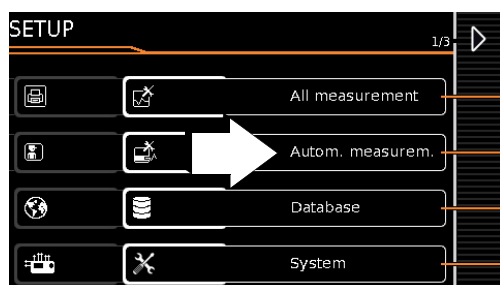 SETUP
1/3
All measurement
Autom. measurem.
Database
System